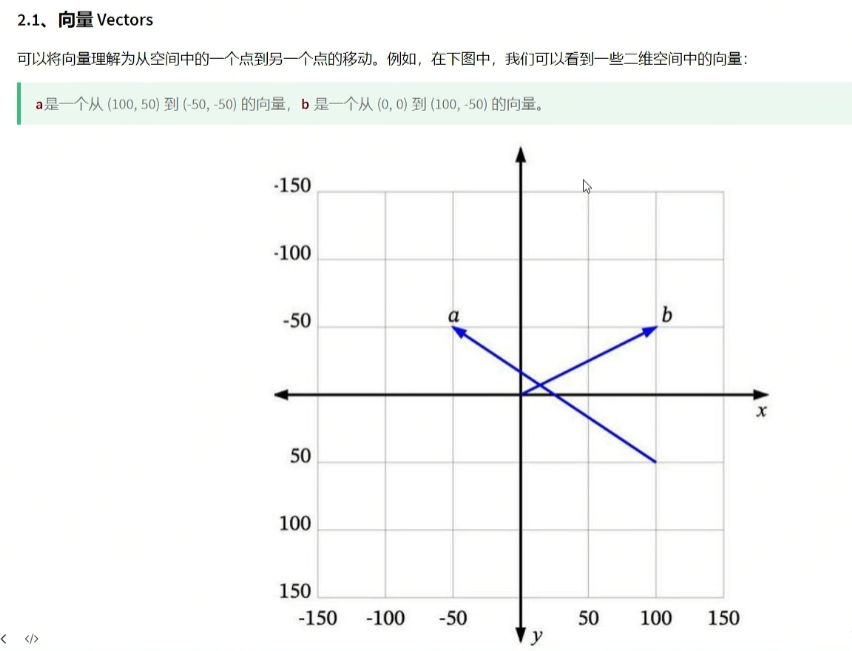 2.1、向量 Vectors
可以将向量理解为从空间中的一个点到另一个点的移动。例如，在下图中，我们可以看到一些二维空间中的向量：
a是一个从 (100, 50) 到 (-50, -50) 的向量，b 是一个从 (0, 0) 到 (100, -50) 的向量。
-150
-100
a
b
-50
x
50
100
150
-150 -100 -50 50 100 150
y
</>